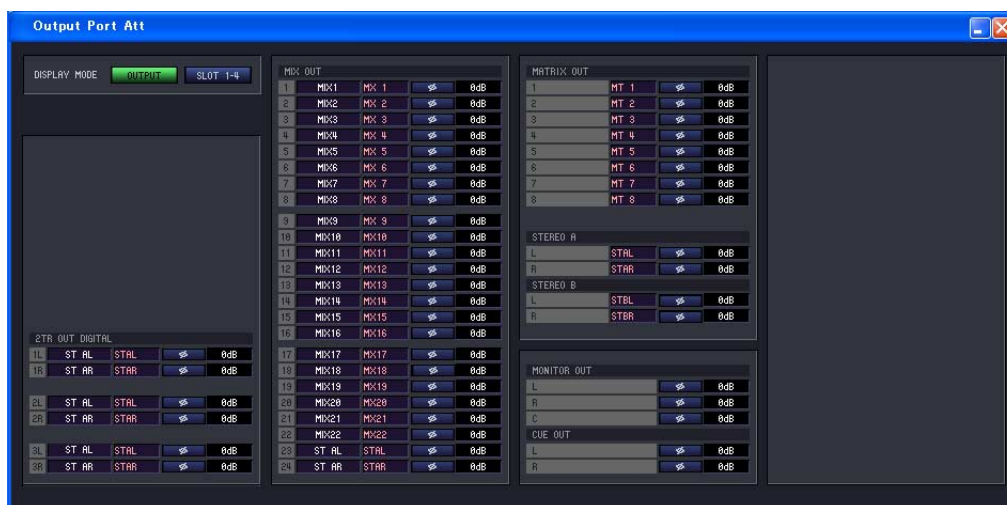 Output Port Att
DISPLAY MODE OUTPUT SLOT 1-4
2TR OUT DIGITAL
1L ST AL STAL ø 0dB
1R ST AR STAR ø 0dB
2L ST AL STAL ø 0dB
2R ST AR STAR ø 0dB
3L ST AL STAL ø 0dB
3R ST AR STAR ø 0dB
MIX OUT
1 MIX1 MX 1 ø 0dB
2 MIX2 MX 2 ø 0dB
3 MIX3 MX 3 ø 0dB
4 MIX4 MX 4 ø 0dB
5 MIX5 MX 5 ø 0dB
6 MIX6 MX 6 ø 0dB
7 MIX7 MX 7 ø 0dB
8 MIX8 MX 8 ø 0dB
9 MIX9 MX 9 ø 0dB
10 MIX10 MX10 ø 0dB
11 MIX11 MX11 ø 0dB
12 MIX12 MX12 ø 0dB
13 MIX13 MX13 ø 0dB
14 MIX14 MX14 ø 0dB
15 MIX15 MX15 ø 0dB
16 MIX16 MX16 ø 0dB
17 MIX17 MX17 ø 0dB
18 MIX18 MX18 ø 0dB
19 MIX19 MX19 ø 0dB
20 MIX20 MX20 ø 0dB
21 MIX21 MX21 ø 0dB
22 MIX22 MX22 ø 0dB
23 ST AL STAL ø 0dB
24 ST AR STAR ø 0dB
MATRIX OUT
1 MT 1 ø 0dB
2 MT 2 ø 0dB
3 MT 3 ø 0dB
4 MT 4 ø 0dB
5 MT 5 ø 0dB
6 MT 6 ø 0dB
7 MT 7 ø 0dB
8 MT 8 ø 0dB
STEREO A
L STAL ø 0dB
R STAR ø 0dB
STEREO B
L STBL ø 0dB
R STBR ø 0dB
MONITOR OUT
L ø 0dB
R ø 0dB
C ø 0dB
CUE OUT
L ø 0dB
R ø 0dB